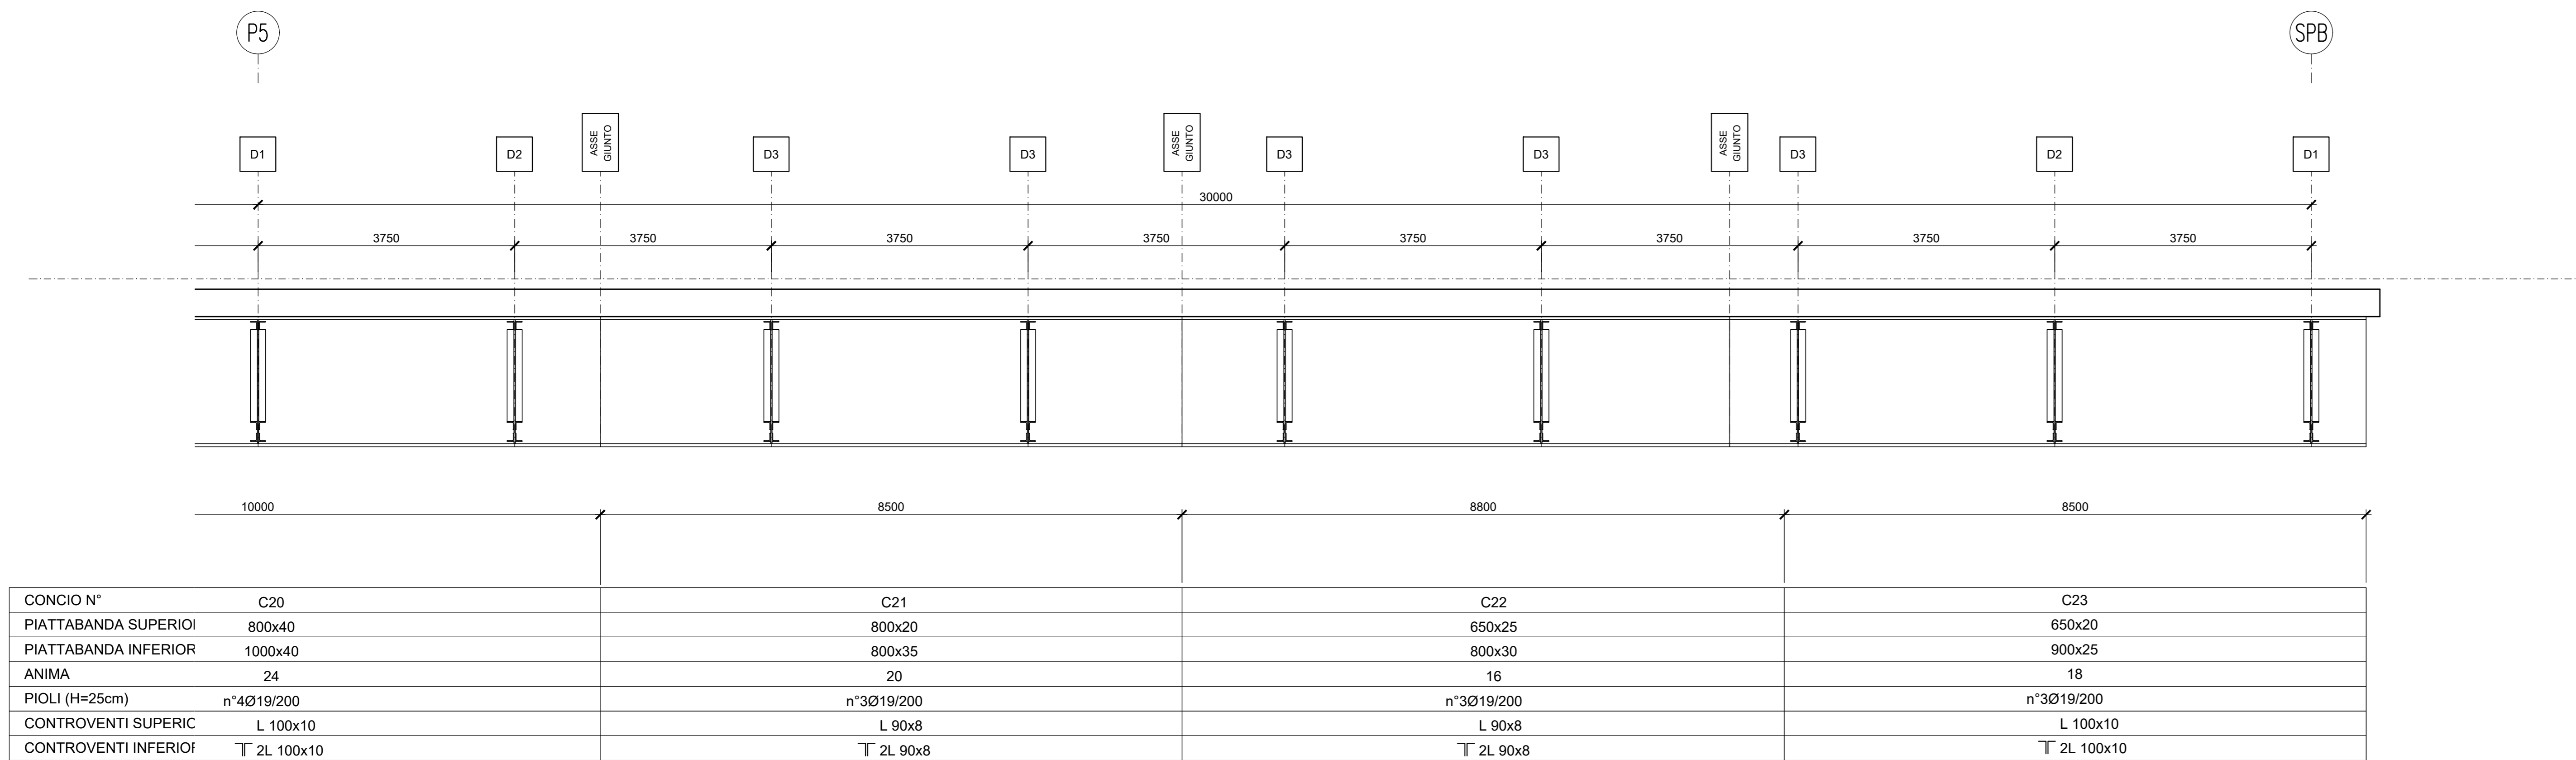 P5 SPB
D1 D2 ASSE GIUNTO D3 D3 ASSE GIUNTO D3 D3 ASSE GIUNTO D3 D2 D1
30000
3750 3750 3750 3750 3750 3750 3750 3750
10000 8500 8800 8500
CONCIO N° C20 C21 C22 C23
PIATTABANDA SUPERIOI 800x40 800x20 650x25 650x20
PIATTABANDA INFERIOR 1000x40 800x35 800x30 900x25
ANIMA 24 20 16 18
PIOLI (H=25cm) n°4Ø19/200 n°3Ø19/200 n°3Ø19/200 n°3Ø19/200
CONTROVENTI SUPERIC L 100x10 L 90x8 L 90x8 L 100x10
CONTROVENTI INFERIOF 2L 100x10 2L 90x8 2L 90x8 2L 100x10